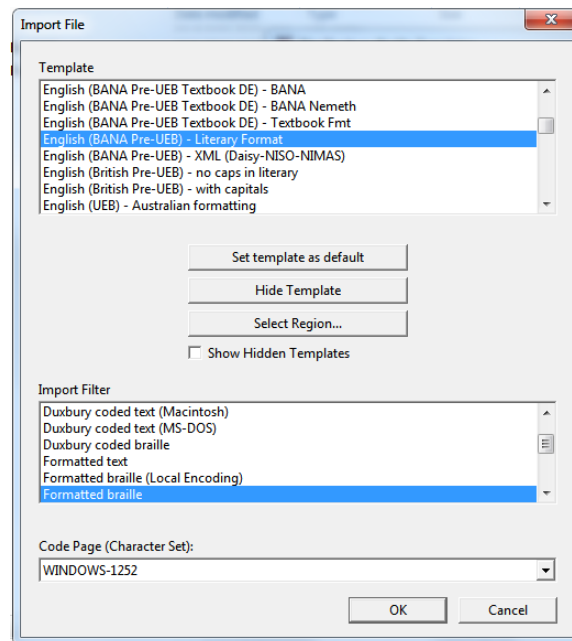 Import File
Template
English (BANA Pre-UEB Textbook DE) - BANA
English (BANA Pre-UEB Textbook DE) - BANA Nemeth
English (BANA Pre-UEB Textbook DE) - Textbook Fmt
English (BANA Pre-UEB) - Literary Format
English (BANA Pre-UEB) - XML (Daisy-NISO-NIMAS)
English (British Pre-UEB) - no caps in literary
English (British Pre-UEB) - with capitals
English (UEB) - Australian formatting
Set template as default
Hide Template
Select Region...
Show Hidden Templates
Import Filter
Duxbury coded text (Macintosh)
Duxbury coded text (MS-DOS)
Duxbury coded braille
Formatted text
Formatted braille (Local Encoding)
Formatted braille
Code Page (Character Set):
WINDOWS-1252
OK Cancel